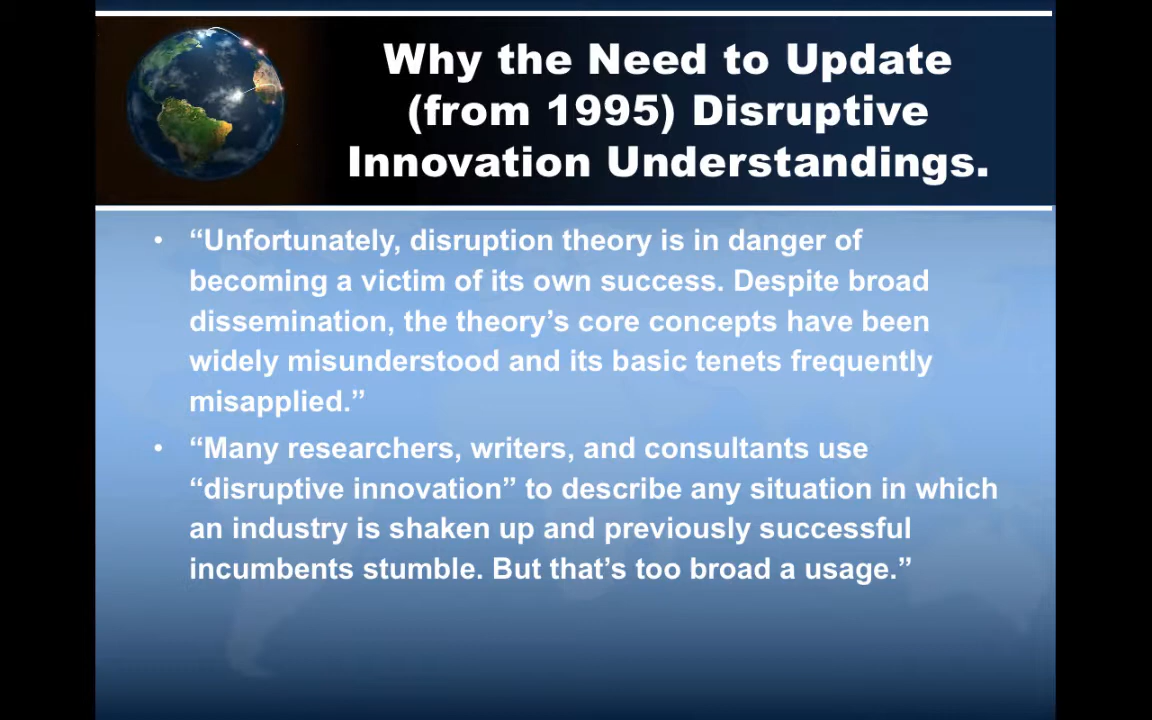 Why the Need to Update
(from 1995) Disruptive
Innovation Understandings.
• “Unfortunately, disruption theory is in danger of
becoming a victim of its own success. Despite broad
dissemination, the theory’s core concepts have been
widely misunderstood and its basic tenets frequently
misapplied.”
• “Many researchers, writers, and consultants use
“disruptive innovation” to describe any situation in which
an industry is shaken up and previously successful
incumbents stumble. But that’s too broad a usage.”